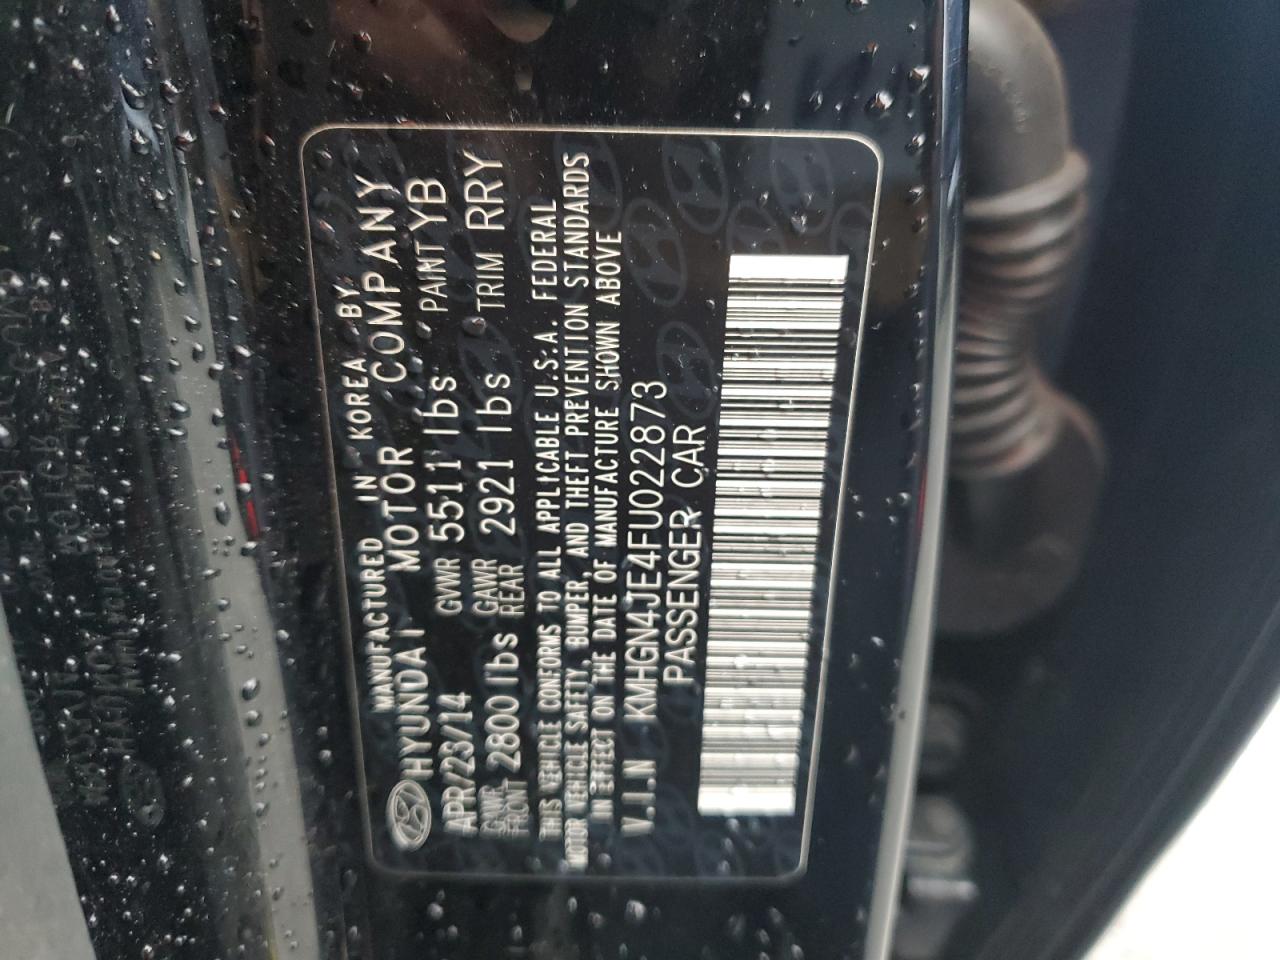 MANUFACTURED IN KOREA BY
HYUNDAI MOTOR COMPANY
APR/23/14 GVWR 5511 lbs PAINT YB
GAWR FRONT 2800 lbs GAWR REAR 2921 lbs TRIM RRY
THIS VEHICLE CONFORMS TO ALL APPLICABLE U.S.A. FEDERAL
MOTOR VEHICLE SAFETY, BUMPER, AND THEFT PREVENTION STANDARDS
IN EFFECT ON THE DATE OF MANUFACTURE SHOWN ABOVE
V.I.N KMHGN4JE4FU022873
PASSENGER CAR